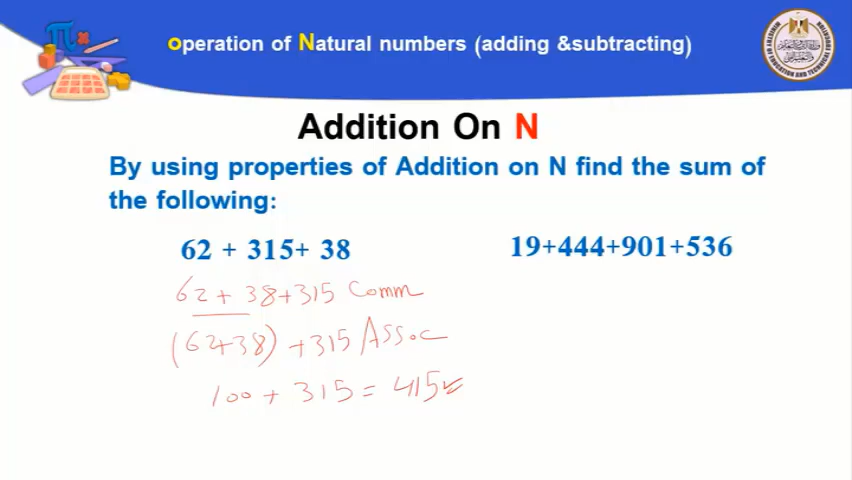 operation of Natural numbers (adding &subtracting)
Addition On N
By using properties of Addition on N find the sum of
the following:
62 + 315+ 38
19+444+901+536
62 + 38+315 Comm
(62+38) +315 Assoc
100 + 315 = 415